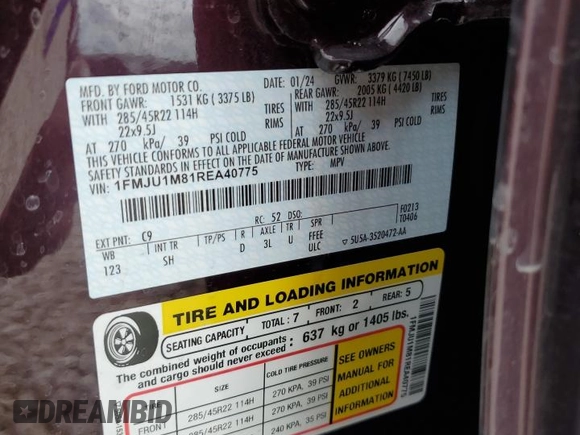 MFD. BY FORD MOTOR CO.
DATE: 01/24 GVWR: 3379 KG (7450 LB)
FRONT GAWR: 1531 KG (3375 LB) REAR GAWR: 2005 KG (4420 LB)
WITH 285/45R22 114H TIRES WITH 285/45R22 114H TIRES
22x9.5J RIMS 22x9.5J RIMS
AT 270 kPa/ 39 PSI COLD AT 270 kPa/ 39 PSI COLD
THIS VEHICLE CONFORMS TO ALL APPLICABLE FEDERAL MOTOR VEHICLE
SAFETY STANDARDS IN EFFECT ON THE DATE OF MANUFACTURE SHOWN ABOVE.
VIN: 1FMJU1M81REA40775 TYPE: MPV
EXT PNT: C9 RC: 52 DSO: F0213
WB INT TR TP/PS R AXLE TR SPR T0406
123 SH D 3L U FFEE
ULC ▽ 5U5A-3520472-AA
TIRE AND LOADING INFORMATION
SEATING CAPACITY TOTAL: 7 FRONT: 2 REAR: 5
The combined weight of occupants and cargo should never exceed: 637 kg or 1405 lbs.
SIZE COLD TIRE PRESSURE
FRONT 285/45R22 114H 270 KPA, 39 PSI
285/45R22 114H 270 KPA, 39 PSI
240 KPA, 35 PSI
SEE OWNERS
MANUAL FOR
ADDITIONAL
INFORMATION
1FMJU1M81REA40775
DREAMBID